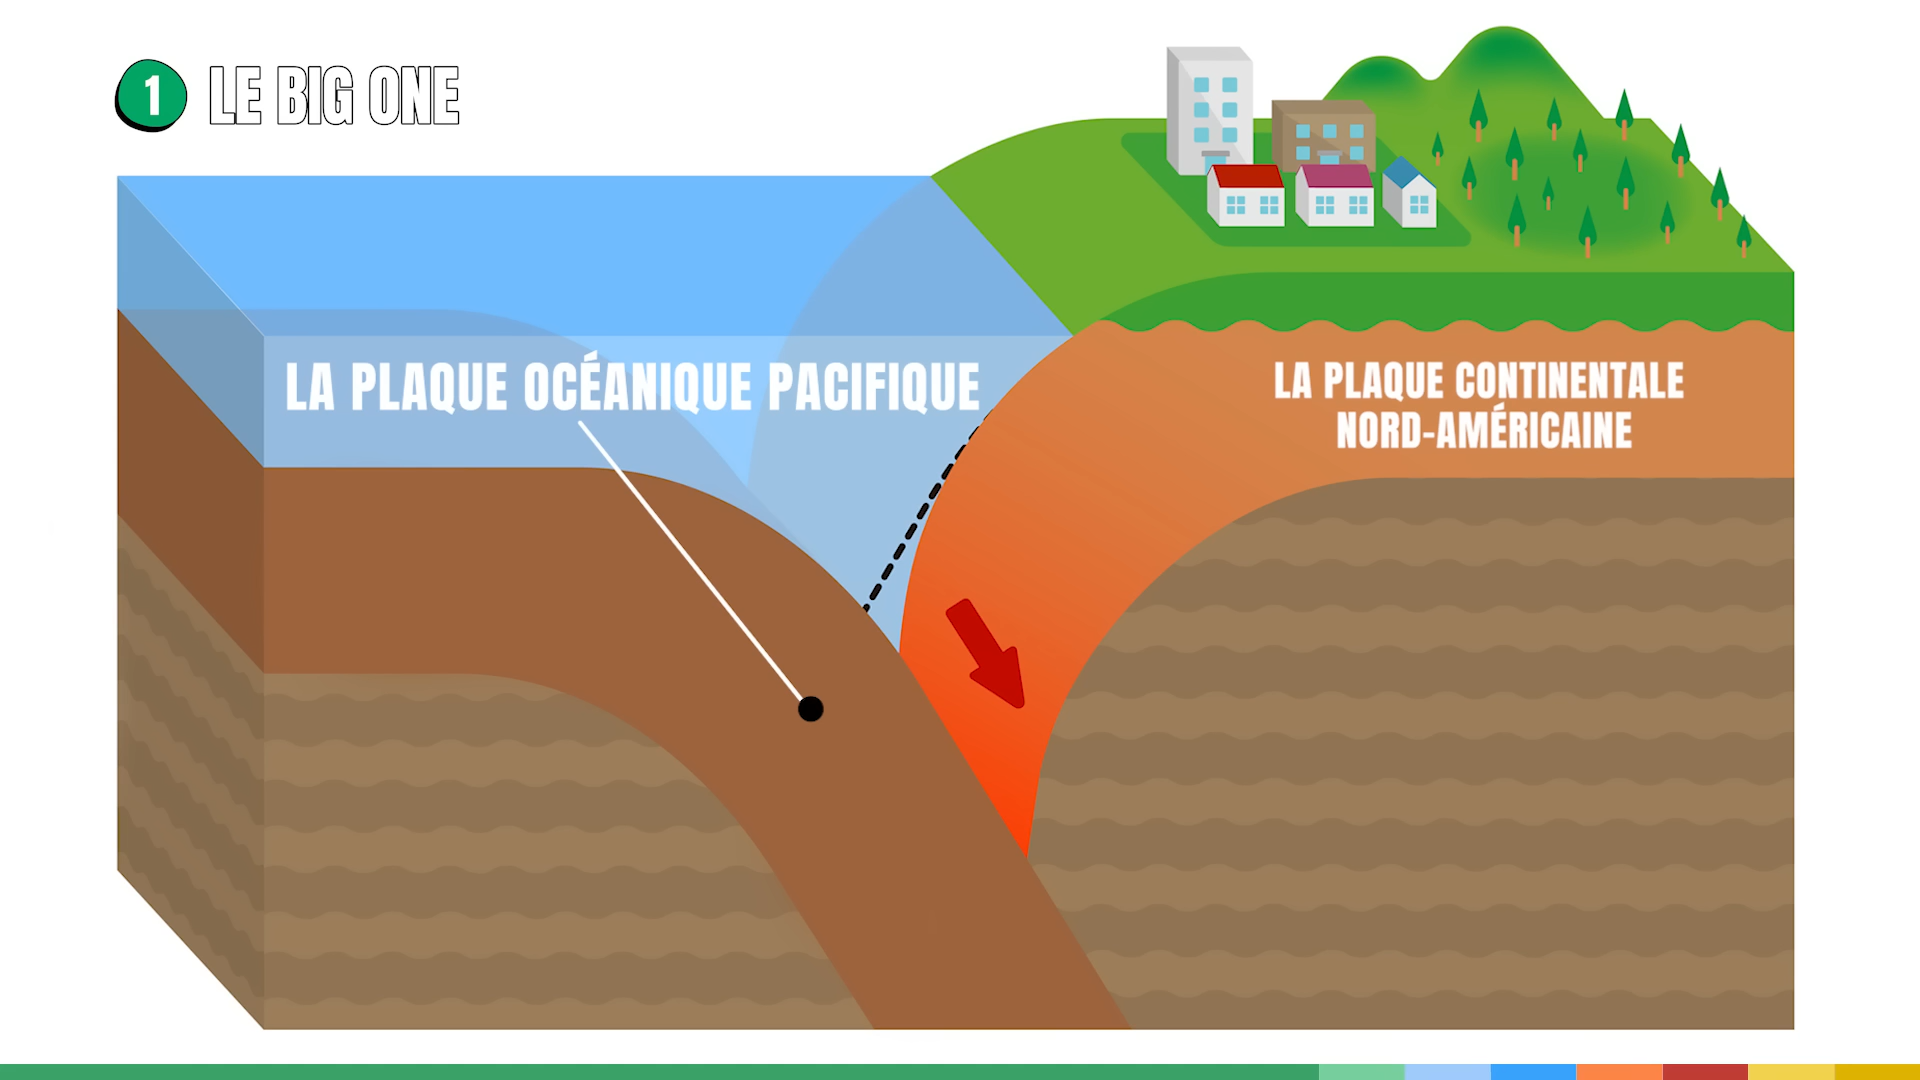 1 LE BIG ONE
LA PLAQUE OCÉANIQUE PACIFIQUE
LA PLAQUE CONTINENTALE
NORD-AMÉRICAINE